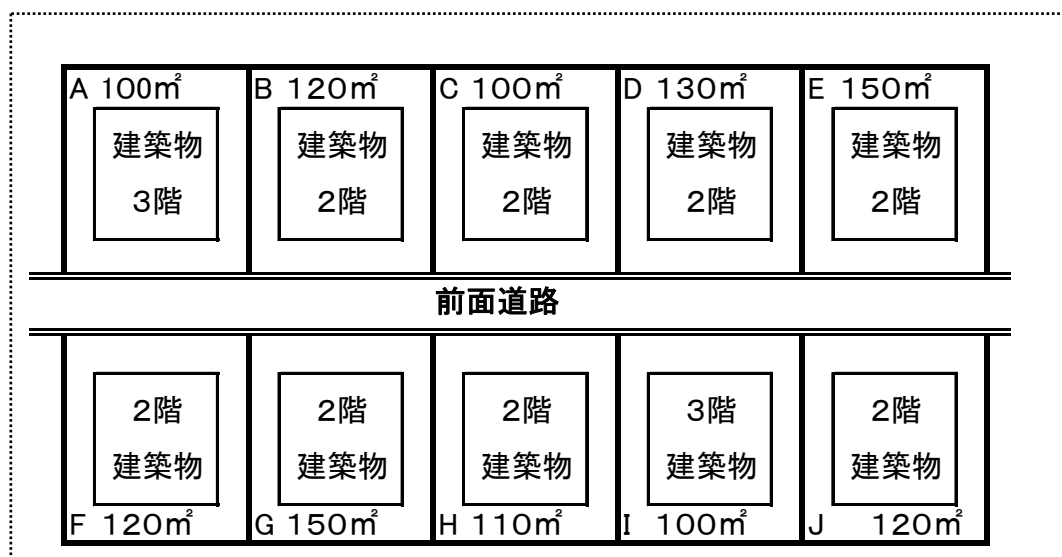 A 100㎡ B 120㎡ C 100㎡ D 130㎡ E 150㎡
建築物 建築物 建築物 建築物 建築物
3階 2階 2階 2階 2階
前面道路
2階 2階 2階 3階 2階
建築物 建築物 建築物 建築物 建築物
F 120㎡ G 150㎡ H 110㎡ I 100㎡ J 120㎡